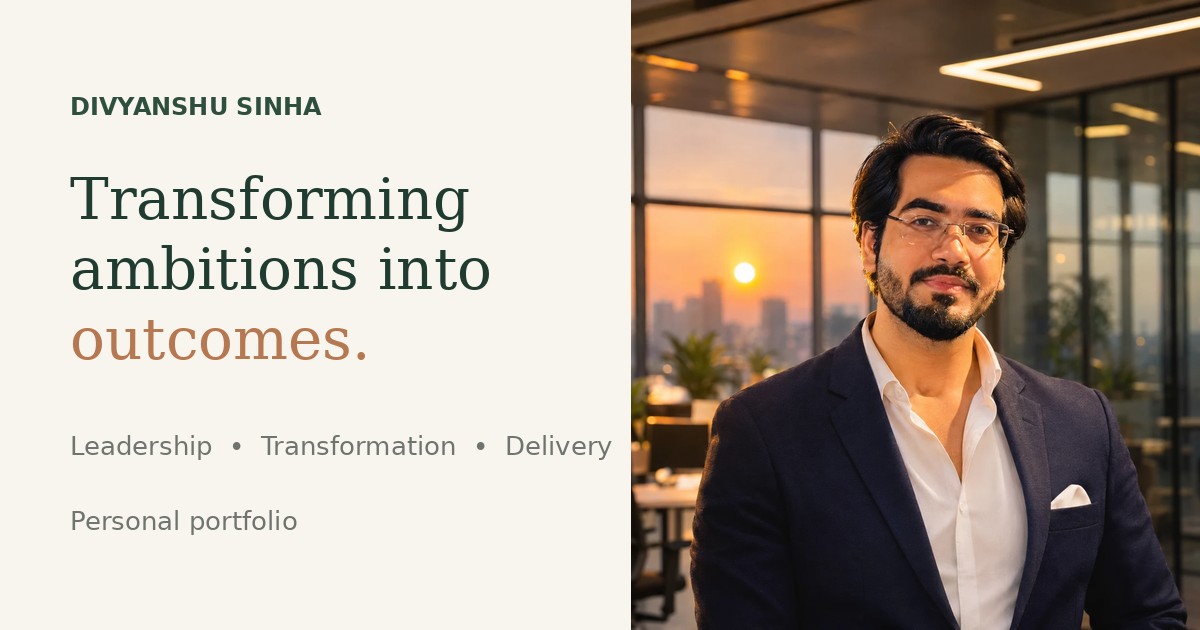 DIVYANSHU SINHA
Transforming
ambitions into
outcomes.
Leadership • Transformation • Delivery
Personal portfolio